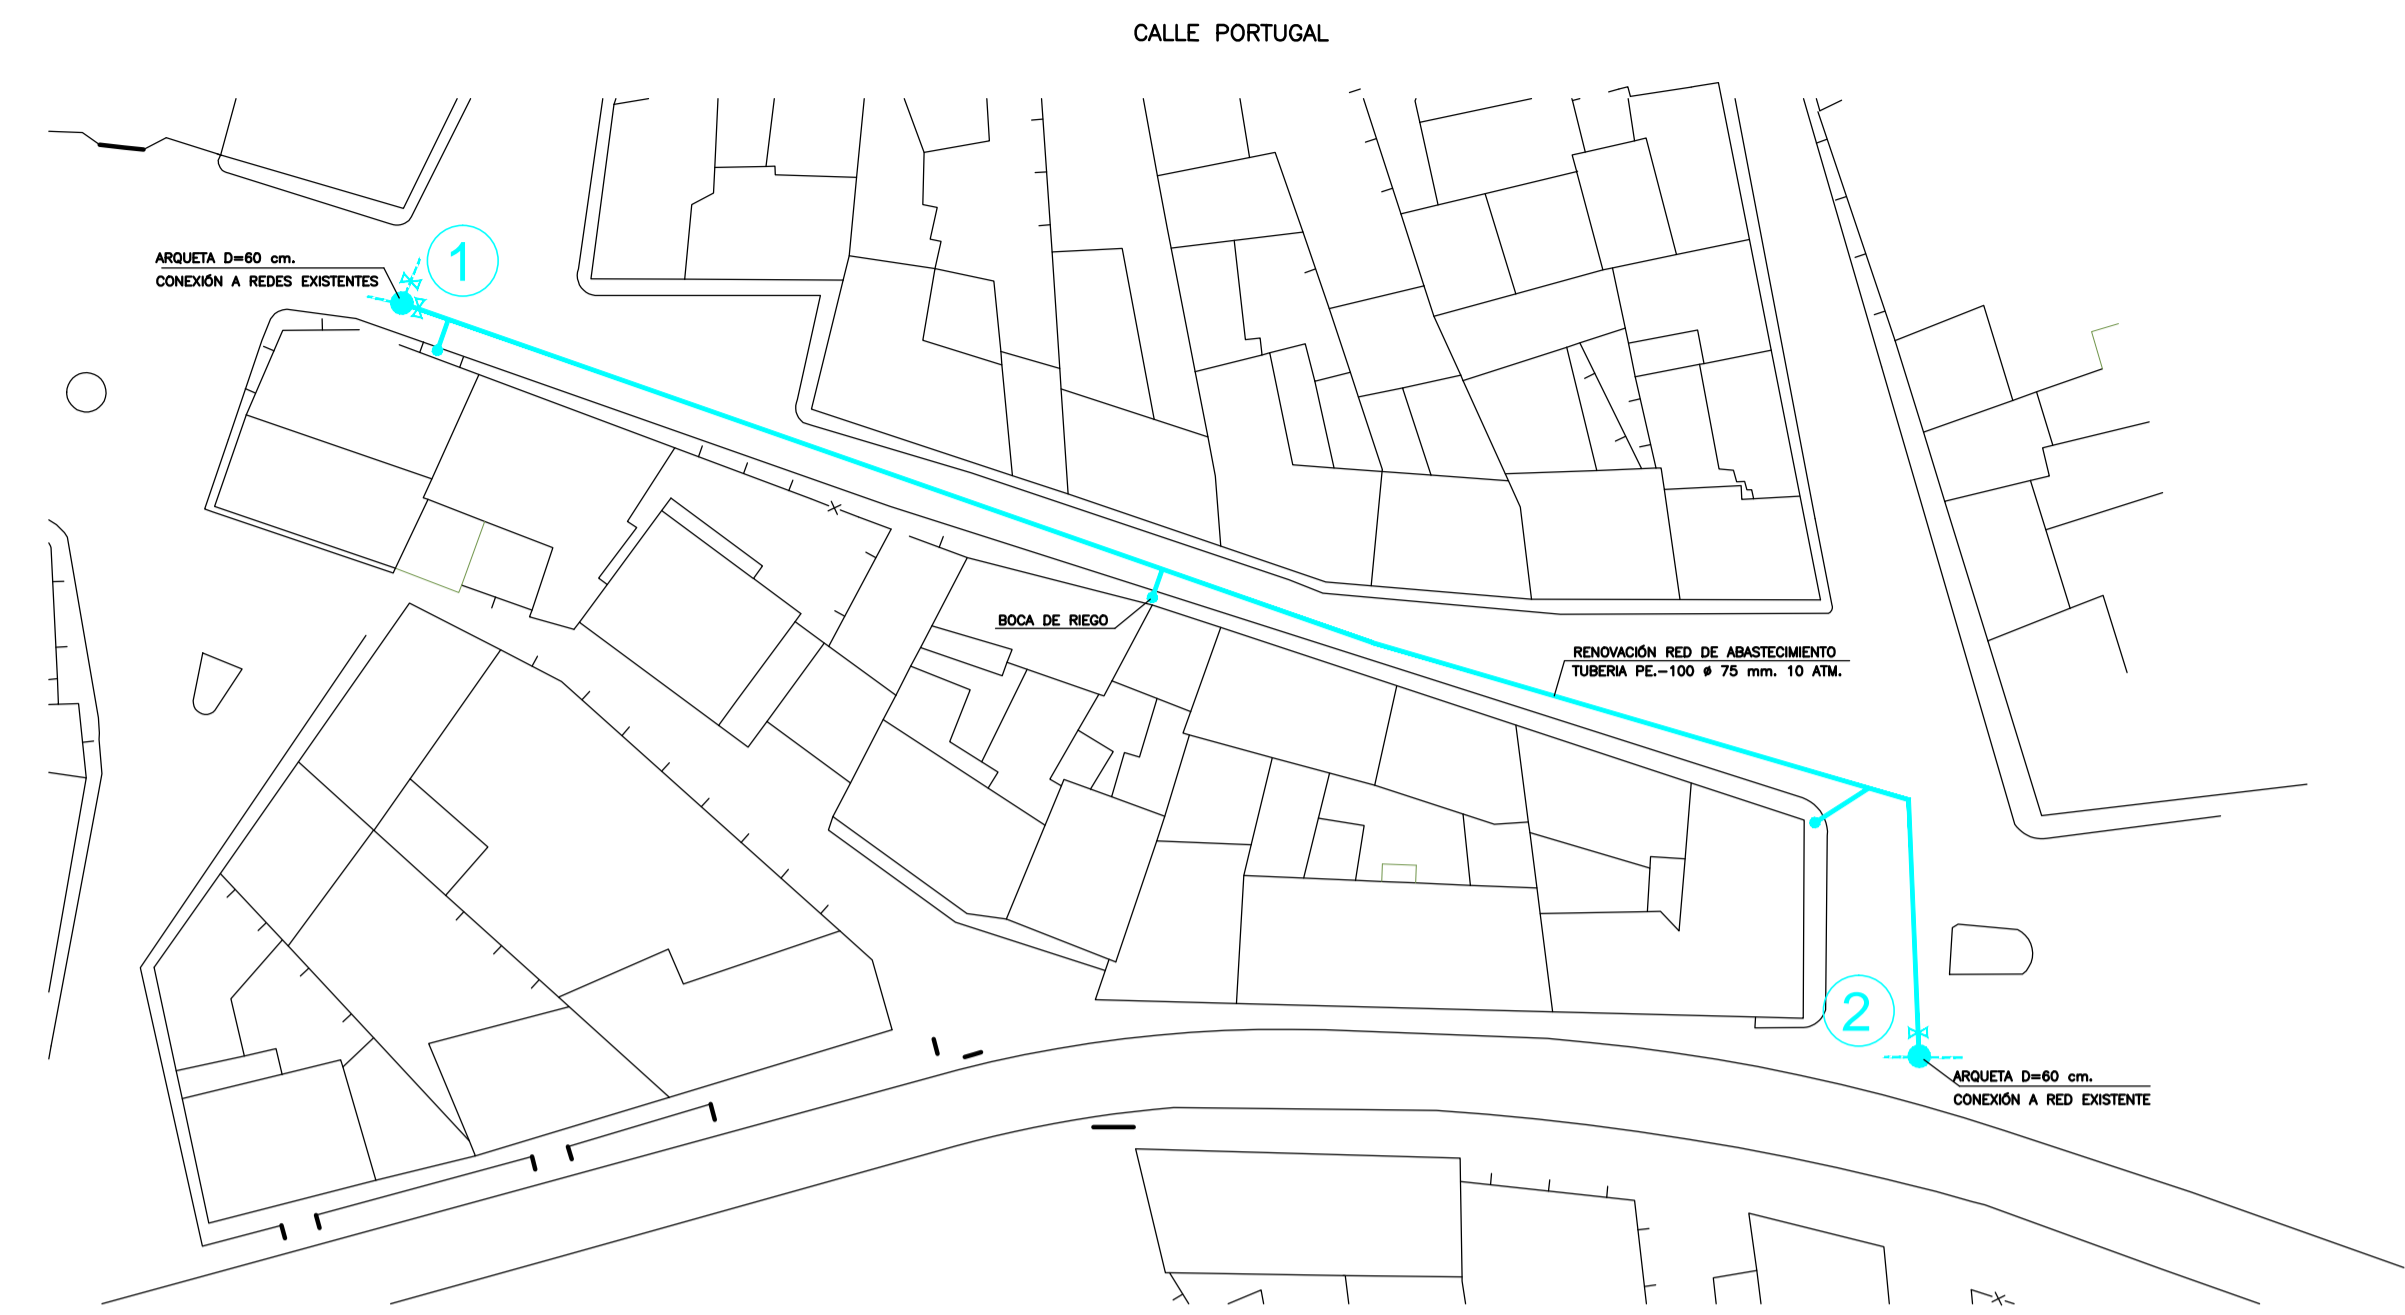 CALLE PORTUGAL
1
ARQUETA D=60 cm.
CONEXIÓN A REDES EXISTENTES
BOCA DE RIEGO
RENOVACIÓN RED DE ABASTECIMIENTO
TUBERIA PE.-100 ø 75 mm. 10 ATM.
2
ARQUETA D=60 cm.
CONEXIÓN A RED EXISTENTE